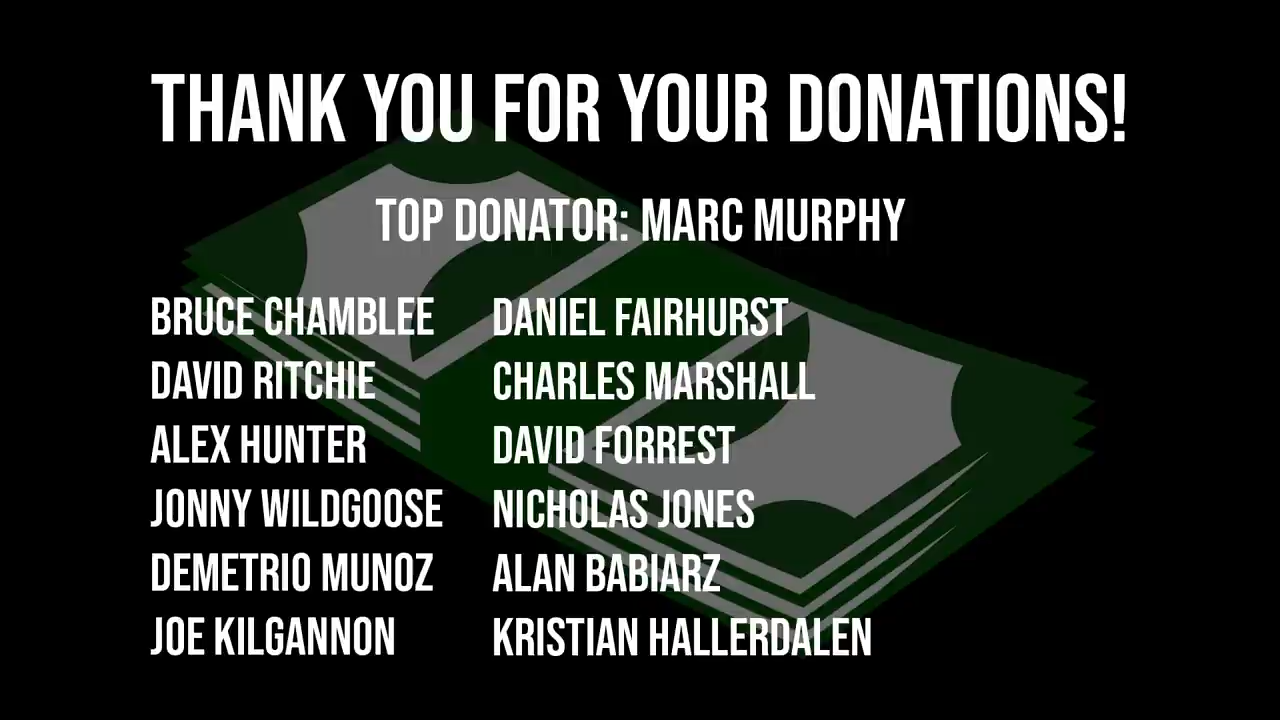 THANK YOU FOR YOUR DONATIONS!
TOP DONATOR: MARC MURPHY
BRUCE CHAMBLEE
DAVID RITCHIE
ALEX HUNTER
JONNY WILDGOOSE
DEMETRIO MUNOZ
JOE KILGANNON
DANIEL FAIRHURST
CHARLES MARSHALL
DAVID FORREST
NICHOLAS JONES
ALAN BABIARZ
KRISTIAN HALLERDALEN